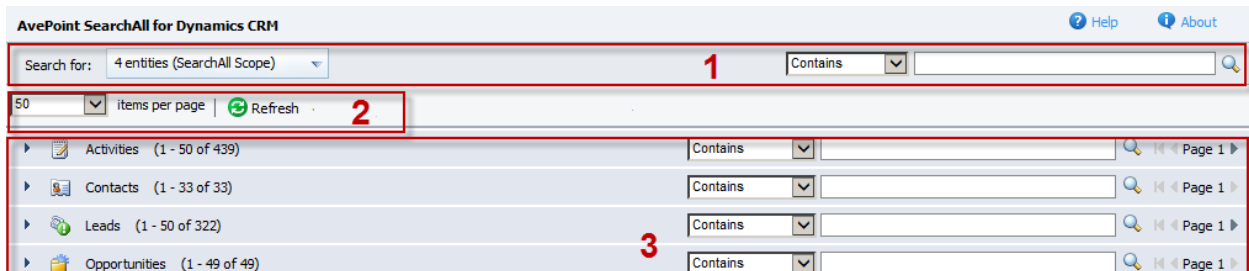 AvePoint SearchAll for Dynamics CRM Help About
Search for: 4 entities (SearchAll Scope) 1 Contains
50 items per page | Refresh 2
Activities (1 - 50 of 439) Contains Page 1
Contacts (1 - 33 of 33) Contains Page 1
Leads (1 - 50 of 322) Contains Page 1
3
Opportunities (1 - 49 of 49) Contains Page 1